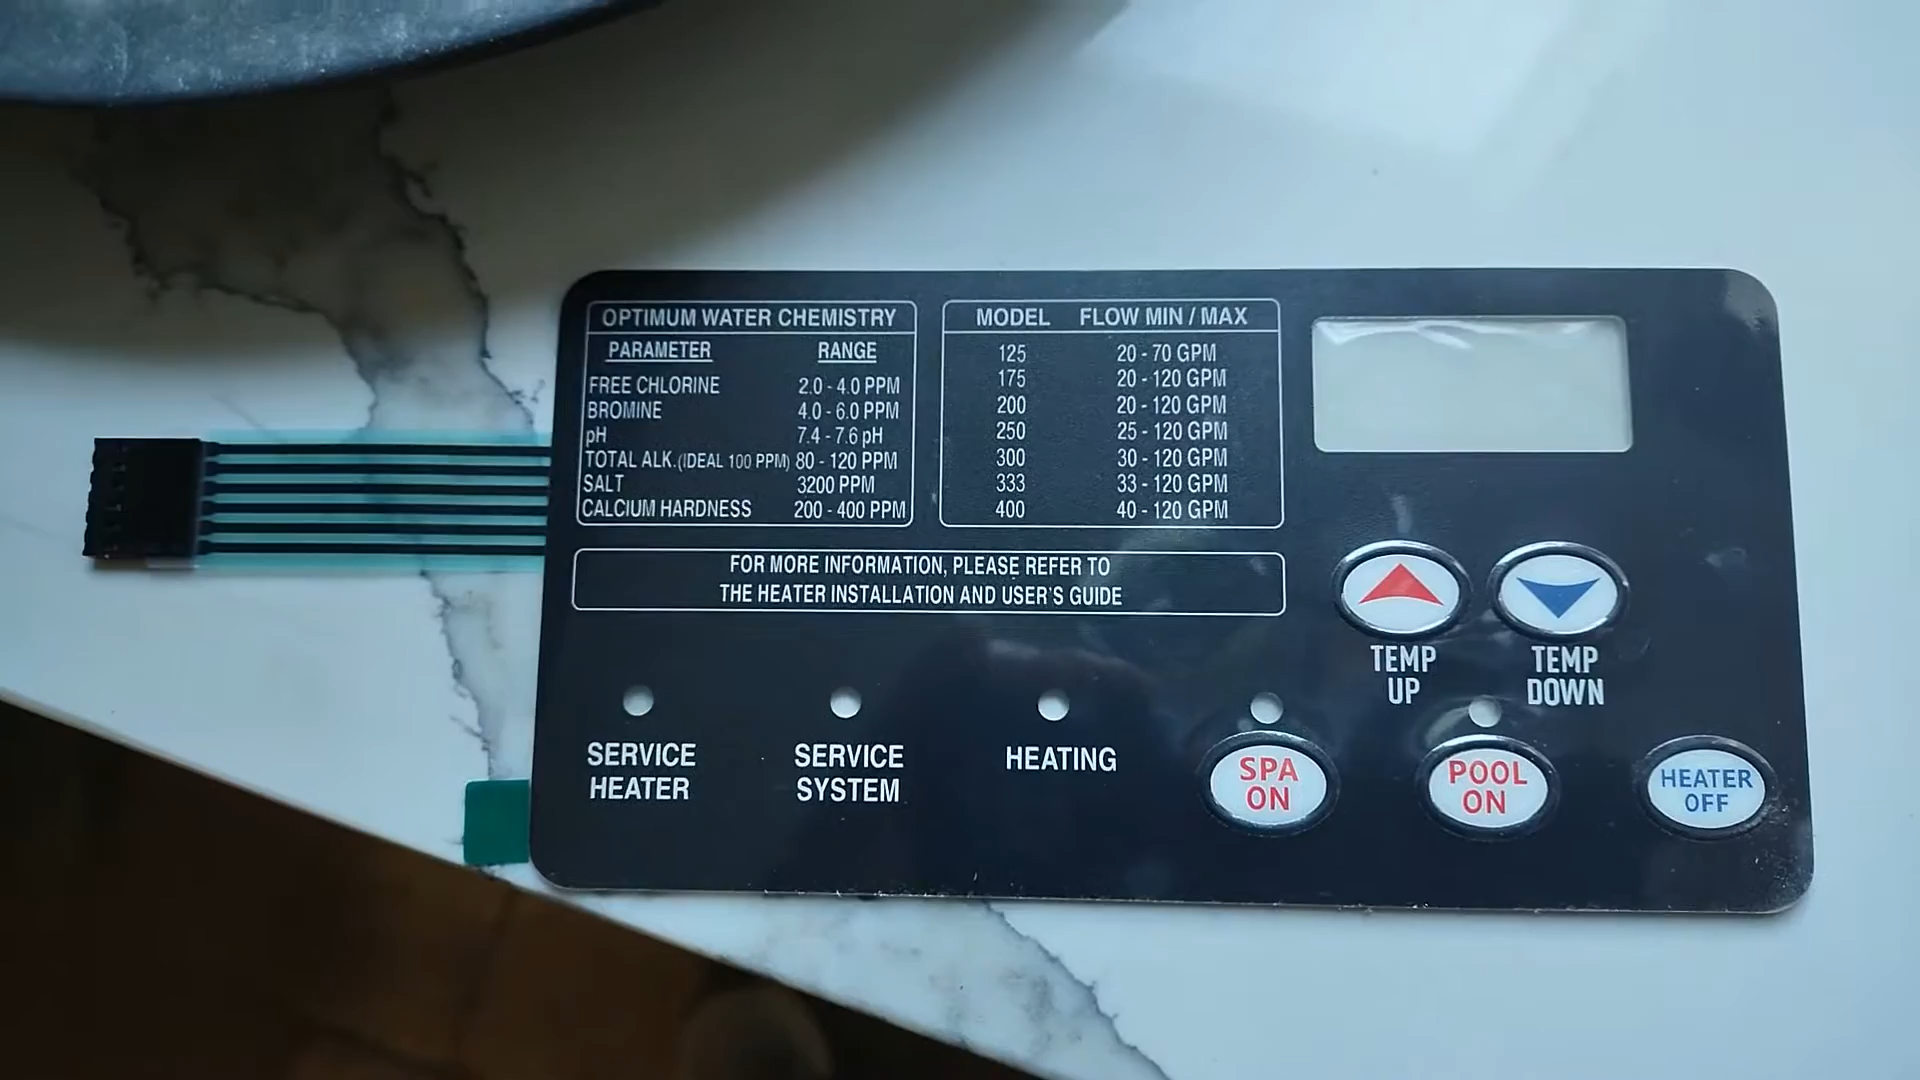 OPTIMUM WATER CHEMISTRY
PARAMETER RANGE
FREE CHLORINE 2.0 - 4.0 PPM
BROMINE 4.0 - 6.0 PPM
pH 7.4 - 7.6 pH
TOTAL ALK.(IDEAL 100 PPM) 80 - 120 PPM
SALT 3200 PPM
CALCIUM HARDNESS 200 - 400 PPM
MODEL FLOW MIN / MAX
125 20 - 70 GPM
175 20 - 120 GPM
200 20 - 120 GPM
250 25 - 120 GPM
300 30 - 120 GPM
333 33 - 120 GPM
400 40 - 120 GPM
FOR MORE INFORMATION, PLEASE REFER TO
THE HEATER INSTALLATION AND USER'S GUIDE
TEMP
UP
TEMP
DOWN
SERVICE
HEATER
SERVICE
SYSTEM
HEATING
SPA
ON
POOL
ON
HEATER
OFF